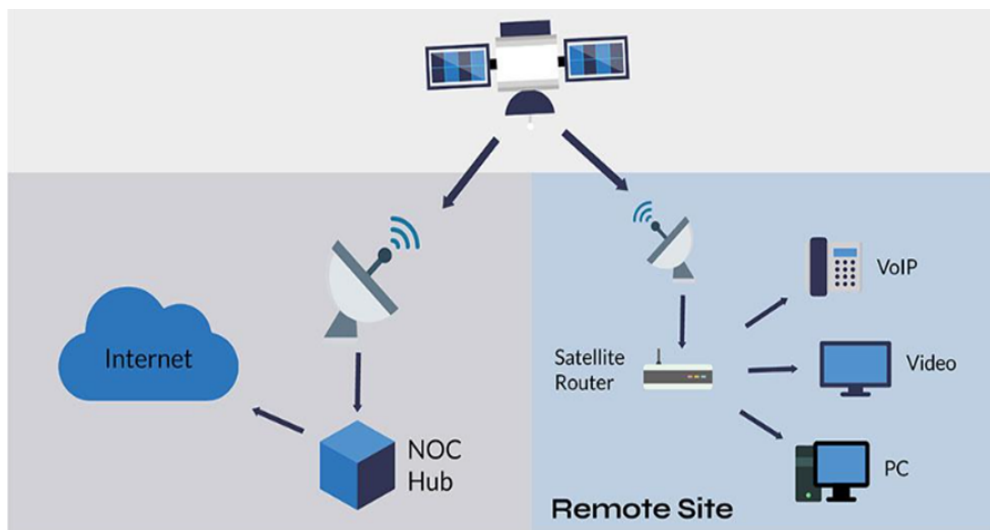 Internet
NOC
Hub
Satellite
Router
VoIP
Video
PC
Remote Site